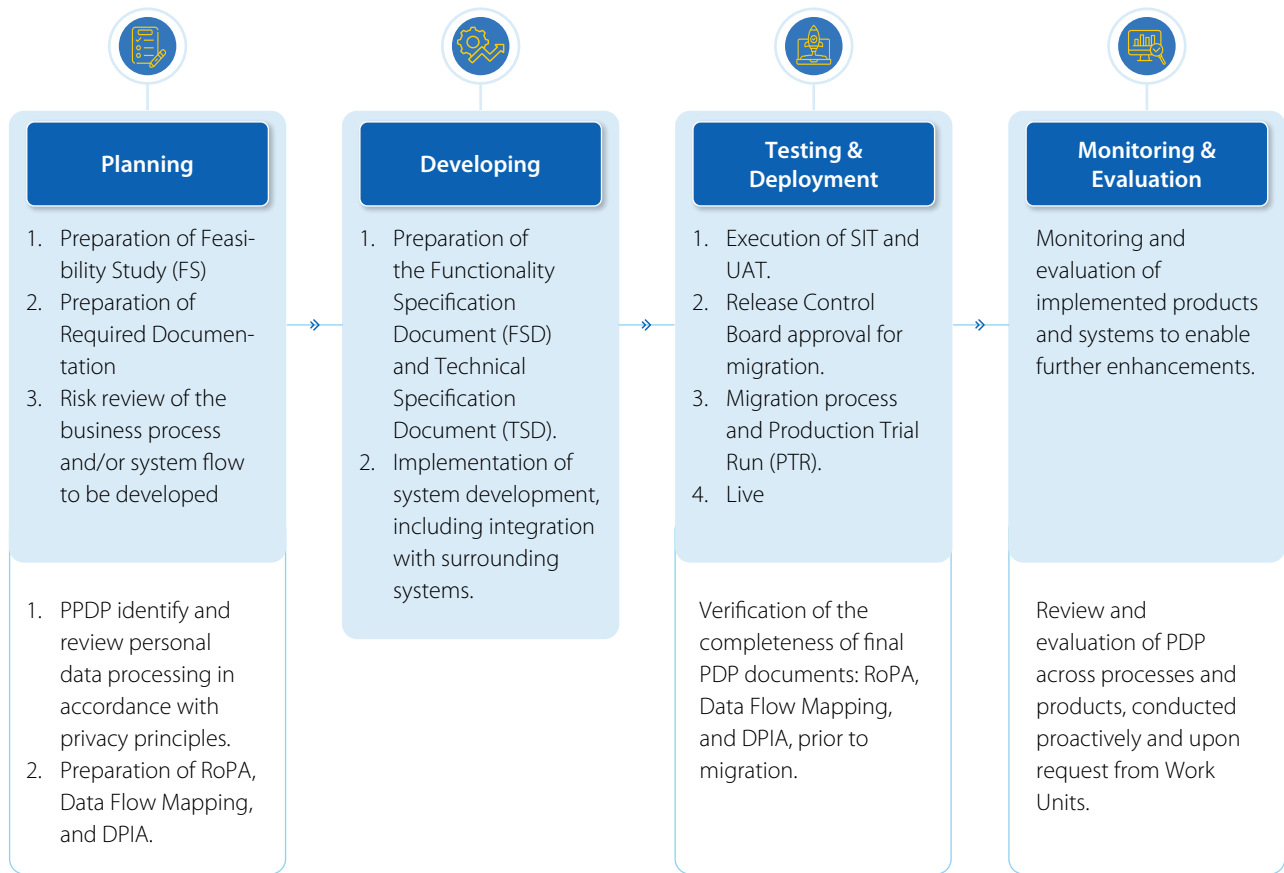 Planning
1. Preparation of Feasi-
bility Study (FS)
2. Preparation of
Required Documen-
tation
3. Risk review of the
business process
and/or system flow
to be developed
1. PPDP identify and
review personal
data processing in
accordance with
privacy principles.
2. Preparation of RoPA,
Data Flow Mapping,
and DPIA.
Developing
1. Preparation of
the Functionality
Specification
Document (FSD)
and Technical
Specification
Document (TSD).
2. Implementation of
system development,
including integration
with surrounding
systems.
Testing &
Deployment
1. Execution of SIT and
UAT.
2. Release Control
Board approval for
migration.
3. Migration process
and Production Trial
Run (PTR).
4. Live
Verification of the
completeness of final
PDP documents: RoPA,
Data Flow Mapping,
and DPIA, prior to
migration.
Monitoring &
Evaluation
Monitoring and
evaluation of
implemented products
and systems to enable
further enhancements.
Review and
evaluation of PDP
across processes and
products, conducted
proactively and upon
request from Work
Units.